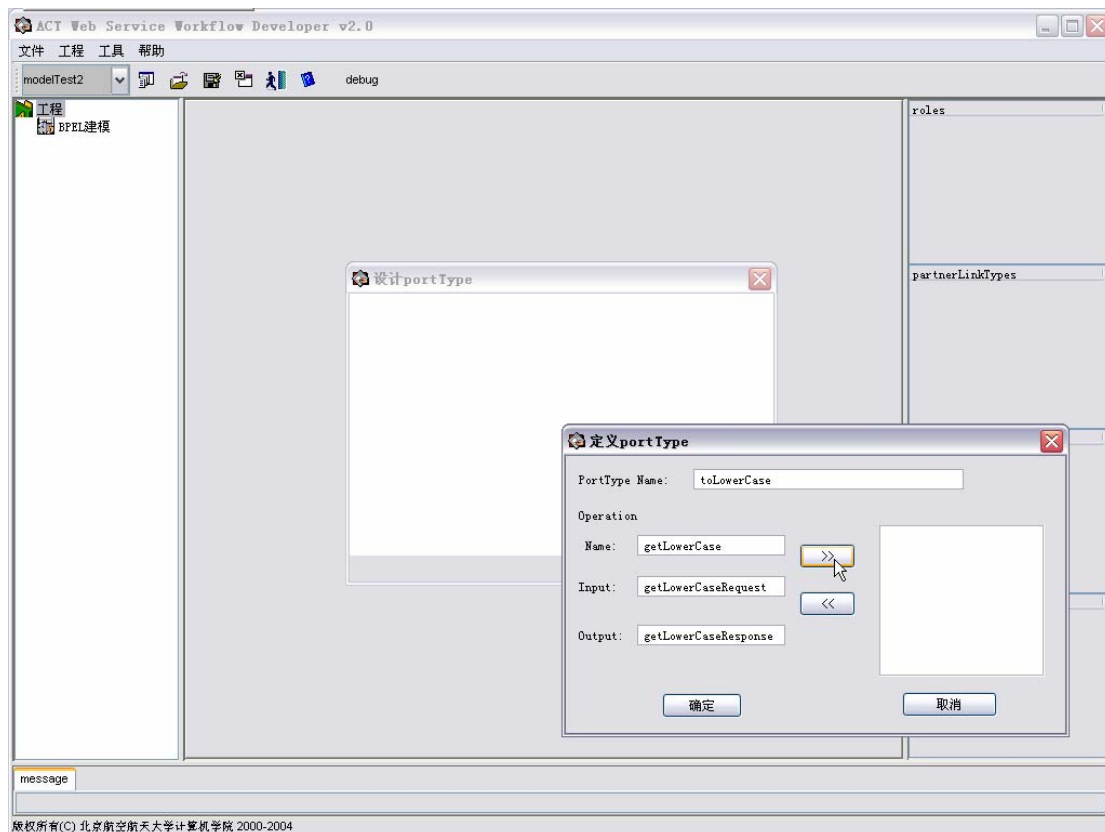 ACT Web Service Workflow Developer v2.0
文件 工程 工具 帮助
modelTest2 debug
工程
BPEL建模
roles
partnerLinkTypes
设计portType
定义portType
PortType Name: toLowerCase
Operation
Name: getLowerCase >>
Input: getLowerCaseRequest <<
Output: getLowerCaseResponse
确定 取消
message
版权所有(C) 北京航空航天大学计算机学院 2000-2004